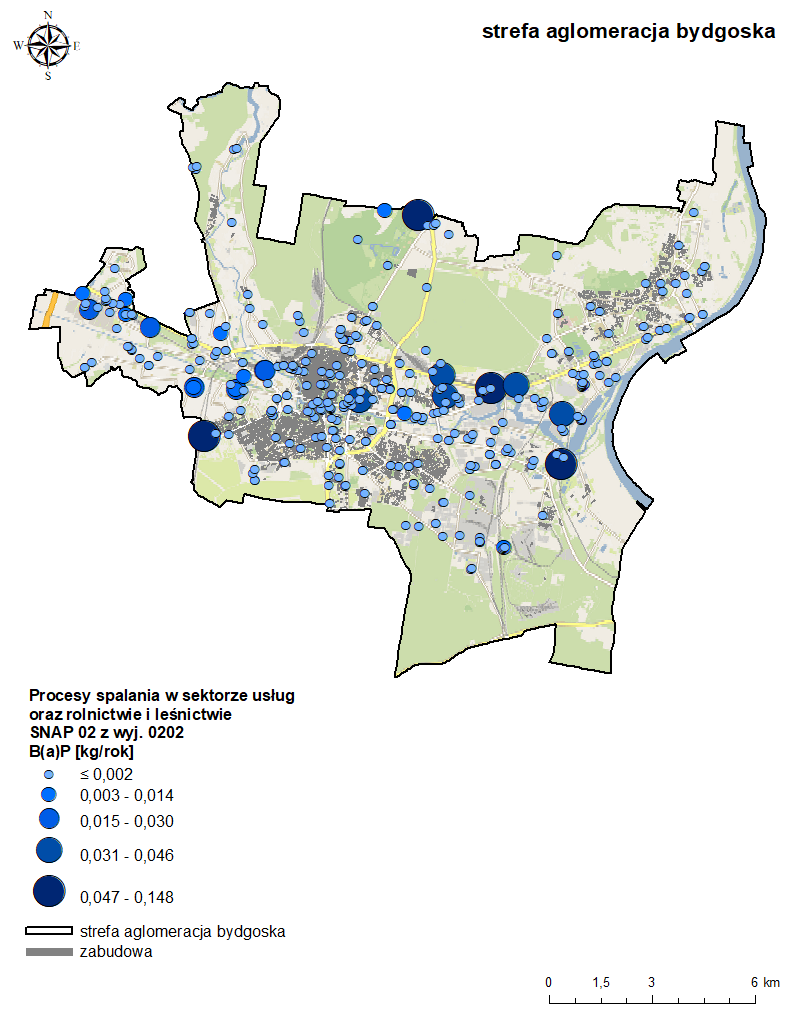 N
strefa aglomeracja bydgoska
W E
S
Procesy spalania w sektorze usług
oraz rolnictwie i leśnictwie
SNAP 02 z wyj. 0202
B(a)P [kg/rok]
≤ 0,002
0,003 - 0,014
0,015 - 0,030
0,031 - 0,046
0,047 - 0,148
strefa aglomeracja bydgoska
zabudowa
0 1,5 3 6 km